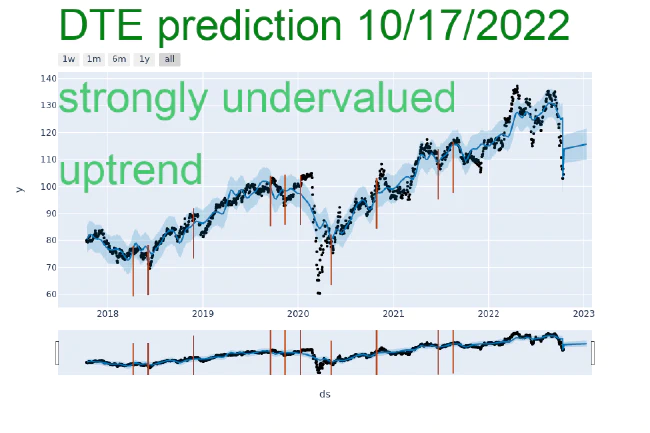 DTE prediction 10/17/2022
1w 1m 6m 1y all
strongly undervalued
uptrend
140
130
120
110
100
90
80
70
60
y
2018 2019 2020 2021 2022 2023
ds